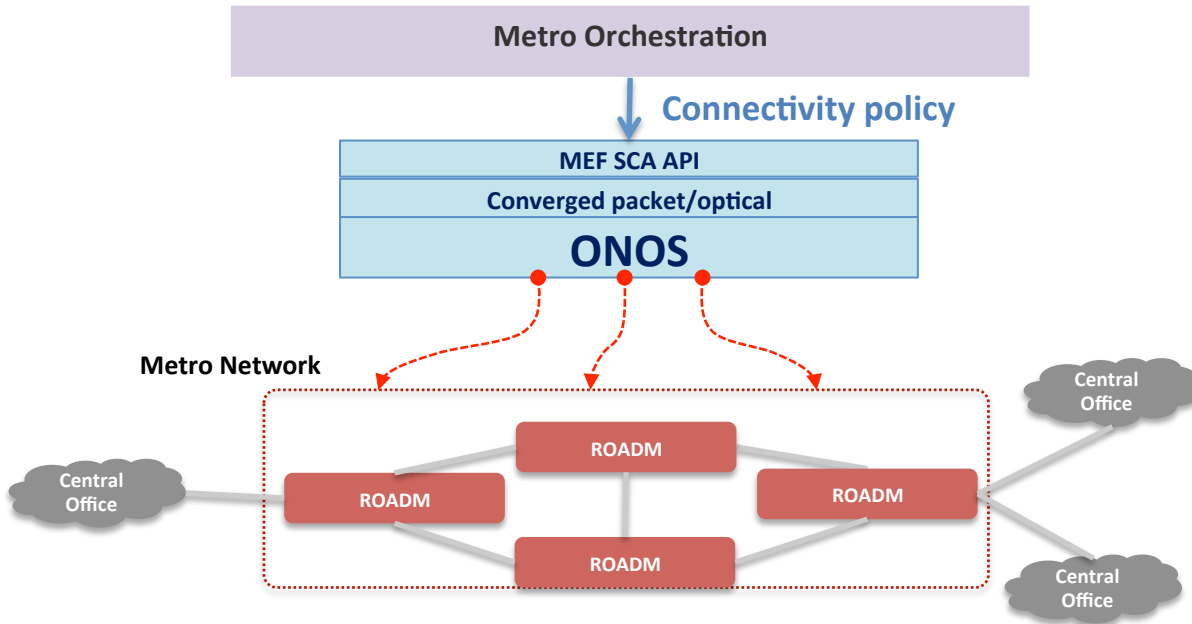 Metro Orchestration
Connectivity policy
MEF SCA API
Converged packet/optical
ONOS
Metro Network
Central
Office
ROADM
ROADM
ROADM
Central
Office
ROADM
Central
Office